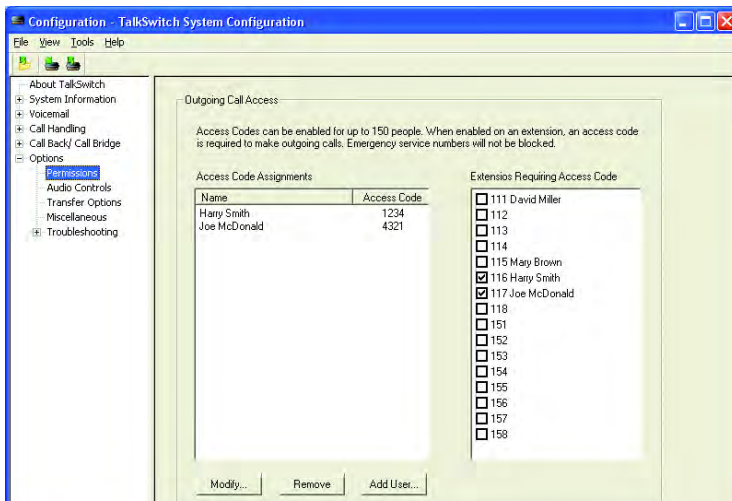 Configuration - TalkSwitch System Configuration
File View Tools Help
About TalkSwitch
System Information
Voicemail
Call Handling
Call Back/ Call Bridge
Options
Permissions
Audio Controls
Transfer Options
Miscellaneous
Troubleshooting
Outgoing Call Access
Access Codes can be enabled for up to 150 people. When enabled on an extension, an access code
is required to make outgoing calls. Emergency service numbers will not be blocked.
Access Code Assignments
Name Access Code
Harry Smith 1234
Joe McDonald 4321
Extensios Requiring Access Code
111 David Miller
112
113
114
115 Mary Brown
116 Harry Smith
117 Joe McDonald
118
151
152
153
154
155
156
157
158
Modify... Remove Add User...